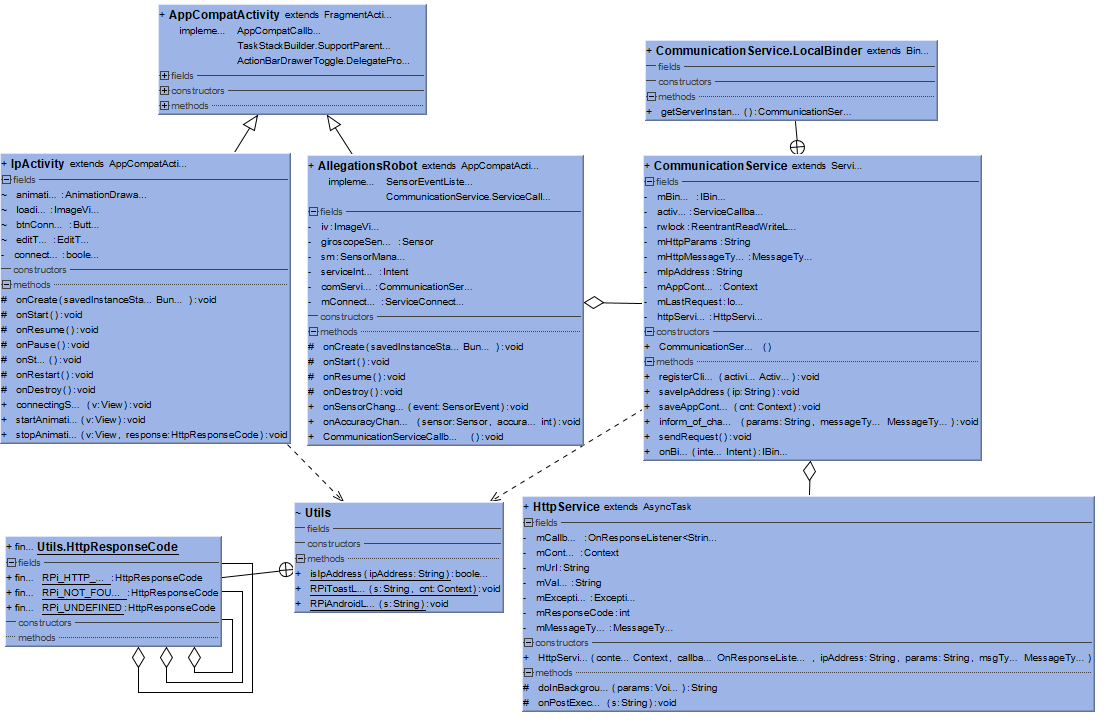 + AppCompatActivity extends FragmentActi...
impleme... AppCompatCallb...
TaskStackBuilder.SupportParent...
ActionBarDrawerToggle.DelegatePro...
fields
constructors
methods
+ CommunicationService.LocalBinder extends Bin...
fields
constructors
methods
+ getServerInstan... ( ) : CommunicationSer...
+ IpActivity extends AppCompatActi...
fields
~ animati... : AnimationDrawa...
~ loadi... : ImageVi...
~ btnConn... : Butt...
~ editT... : EditT...
- connect... : boole...
constructors
methods
# onCreate ( savedInstanceSta... Bun... ) : void
# onStart ( ) : void
# onResume ( ) : void
# onPause ( ) : void
# onSt... ( ) : void
# onRestart ( ) : void
# onDestroy ( ) : void
+ connectingS... ( v: View ) : void
+ startAnimati... ( v: View ) : void
+ stopAnimati... ( v: View , response: HttpResponseCode ) : void
+ AllegationsRobot extends AppCompatActi...
impleme... SensorEventListe...
CommunicationService.ServiceCall...
fields
- iv : ImageVi...
- giroscopeSen... : Sensor
- sm : SensorMana...
- serviceInt... : Intent
- comServi... : CommunicationSer...
- mConnect... : ServiceConnect...
constructors
methods
# onCreate ( savedInstanceSta... Bun... ) : void
# onStart ( ) : void
# onResume ( ) : void
# onDestroy ( ) : void
+ onSensorChang... ( event: SensorEvent ) : void
+ onAccuracyChan... ( sensor: Sensor , accura... int ) : void
+ CommunicationServiceCallb... ( ) : void
+ CommunicationService extends Servi...
fields
- mBin... : IBin...
- activ... : ServiceCallba...
- rwlock : ReentrantReadWriteL...
- mHttpParams : String
- mHttpMessageTy... : MessageTy...
- mIpAddress : String
- mAppCont... : Context
- mLastRequest : lo...
- httpServi... : HttpServi...
constructors
+ CommunicationSer... ( )
methods
+ registerCli... ( activi... Activ... ) : void
+ saveIpAddress ( ip: String ) : void
+ saveAppCont... ( cnt: Context ) : void
+ inform_of_cha... ( params: String , messageTy... MessageTy... ) : void
+ sendRequest ( ) : void
+ onBi... ( inte... Intent ) : IBin...
~ Utils
fields
constructors
methods
+ isIpAddress ( ipAddress: String ) : boole...
+ RPiToastL... ( s: String , cnt: Context ) : void
+ RPiAndroidL... ( s: String ) : void
+ fin... Utils.HttpResponseCode
fields
+ fin... RPi_HTTP_... : HttpResponseCode
+ fin... RPi_NOT_FOU... : HttpResponseCode
+ fin... RPi_UNDEFINED : HttpResponseCode
constructors
methods
+ HttpService extends AsyncTask
fields
- mCallb... : OnResponseListener<Strin...
- mCont... : Context
- mUrl : String
- mVal... : String
- mExcepti... : Excepti...
- mResponseCode : int
- mMessageTy... : MessageTy...
constructors
+ HttpServi... ( conte... Context , callba... OnResponseListe... , ipAddress: String , params: String , msgTy... MessageTy... )
methods
# doInBackgrou... ( params: Voi... ) : String
# onPostExec... ( s: String ) : void